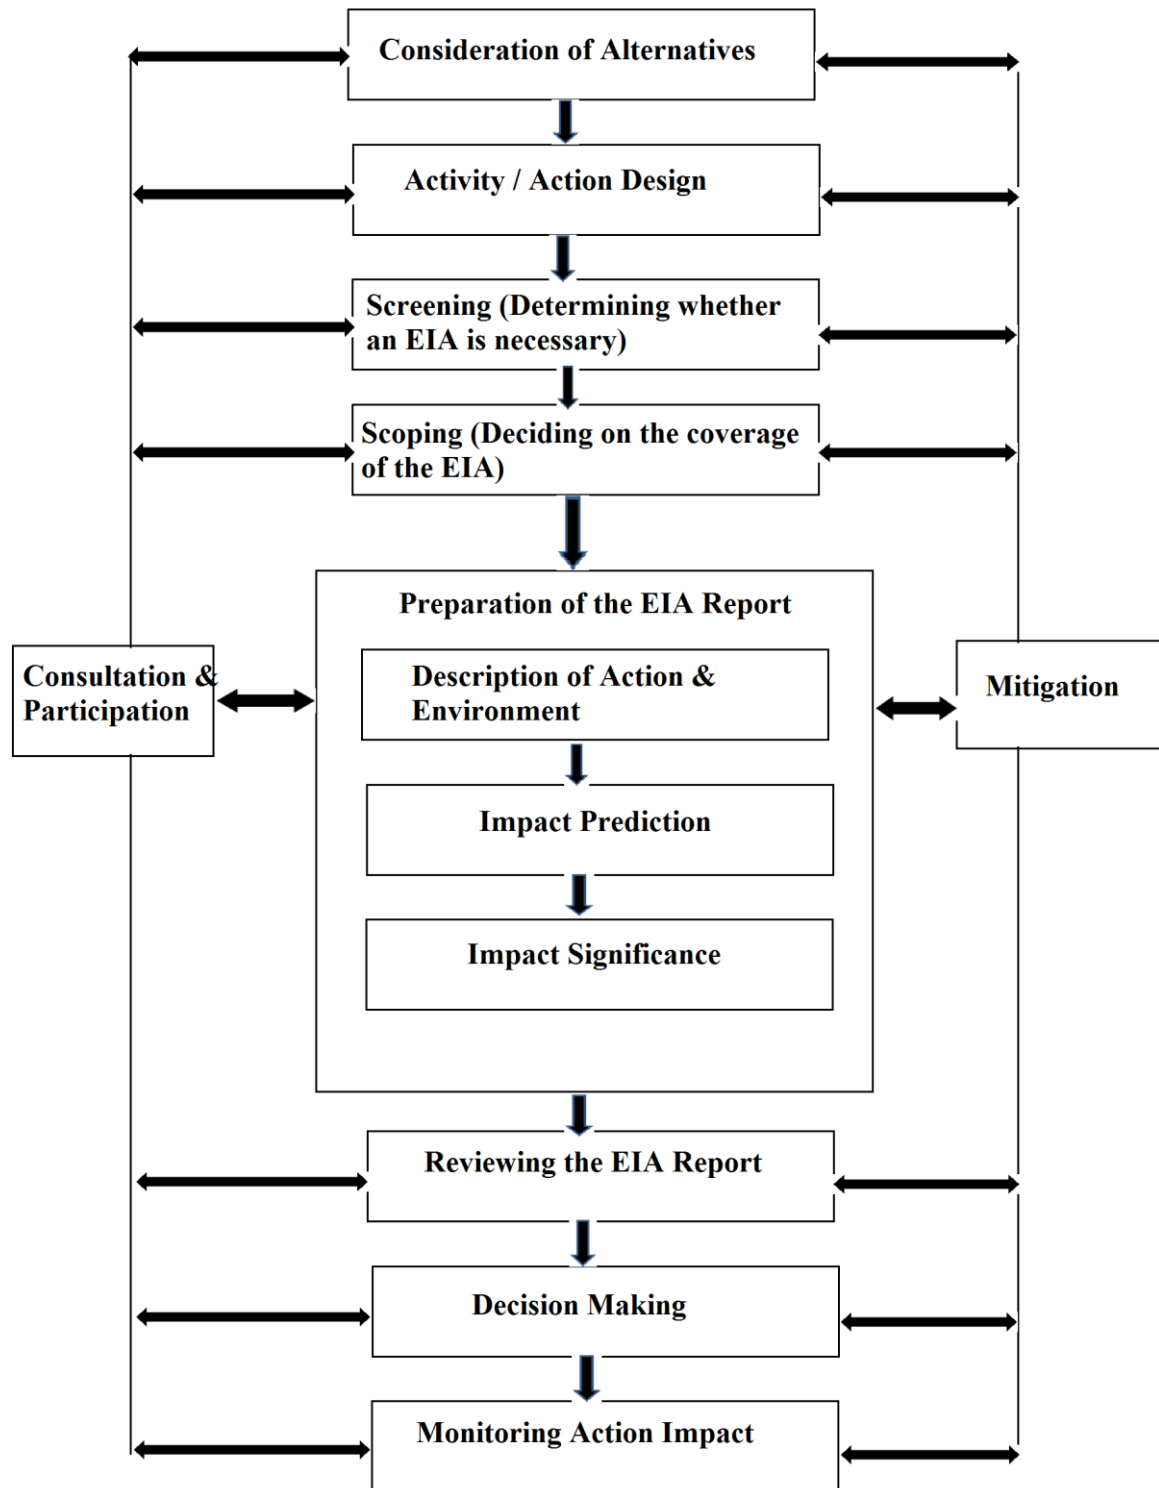 Consideration of Alternatives
Activity / Action Design
Screening (Determining whether
an EIA is necessary)
Scoping (Deciding on the coverage
of the EIA)
Preparation of the EIA Report
Consultation &
Participation
Description of Action &
Environment
Mitigation
Impact Prediction
Impact Significance
Reviewing the EIA Report
Decision Making
Monitoring Action Impact